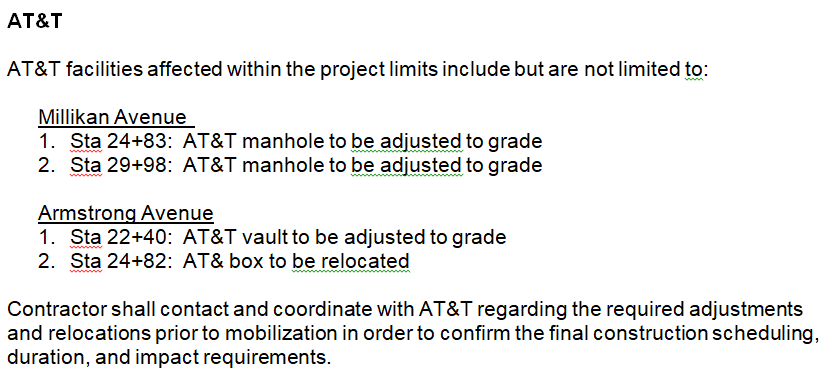 AT&T
AT&T facilities affected within the project limits include but are not limited to:
Millikan Avenue
1. Sta 24+83: AT&T manhole to be adjusted to grade
2. Sta 29+98: AT&T manhole to be adjusted to grade
Armstrong Avenue
1. Sta 22+40: AT&T vault to be adjusted to grade
2. Sta 24+82: AT& box to be relocated
Contractor shall contact and coordinate with AT&T regarding the required adjustments
and relocations prior to mobilization in order to confirm the final construction scheduling,
duration, and impact requirements.